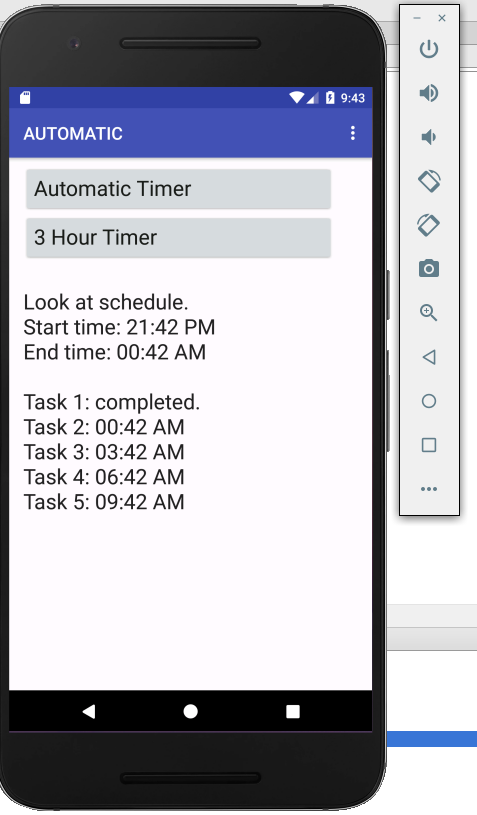 9:43
AUTOMATIC
Automatic Timer
3 Hour Timer
Look at schedule.
Start time: 21:42 PM
End time: 00:42 AM
Task 1: completed.
Task 2: 00:42 AM
Task 3: 03:42 AM
Task 4: 06:42 AM
Task 5: 09:42 AM